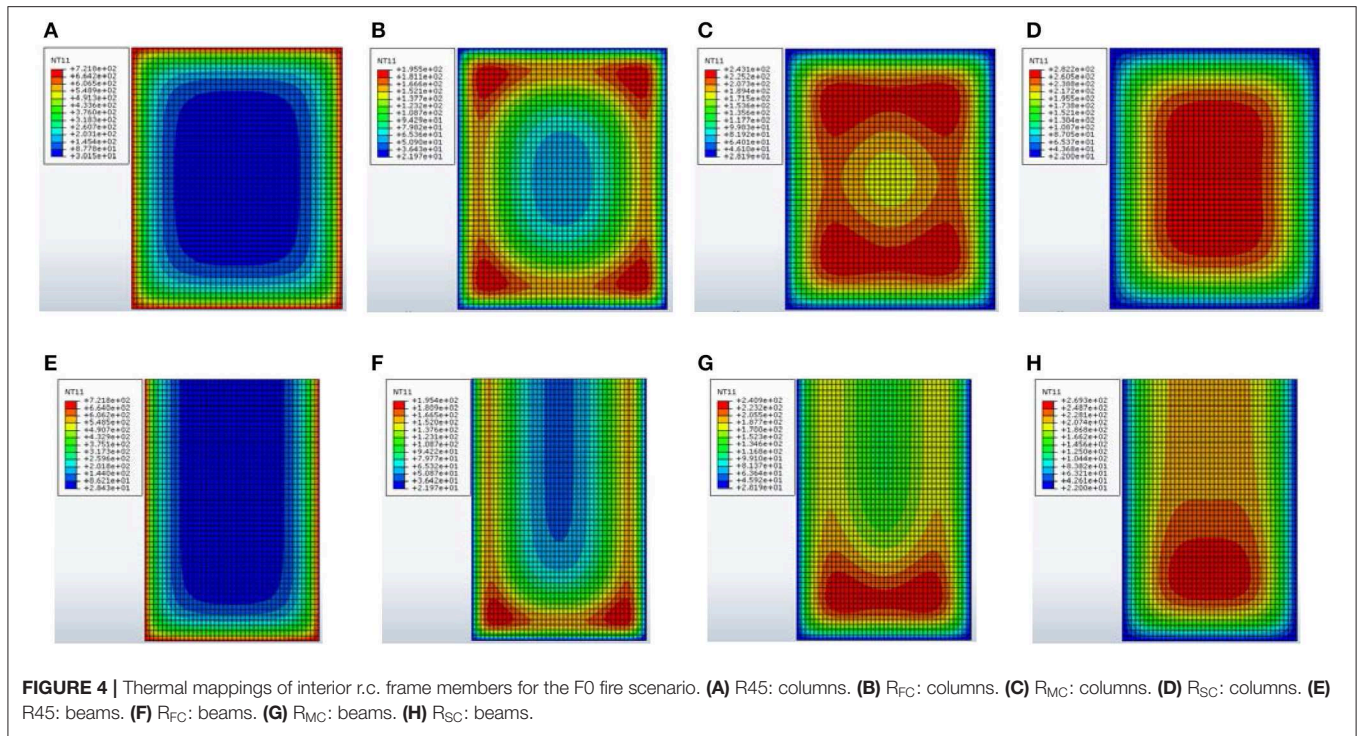 A
NT11
+7.218e+02
+6.642e+02
+6.065e+02
+5.489e+02
+4.913e+02
+4.336e+02
+3.760e+02
+3.183e+02
+2.607e+02
+2.031e+02
+1.454e+02
+8.778e+01
+3.015e+01
B
NT11
+1.955e+02
+1.811e+02
+1.666e+02
+1.521e+02
+1.377e+02
+1.232e+02
+1.087e+02
+9.429e+01
+7.982e+01
+6.536e+01
+5.090e+01
+3.643e+01
+2.197e+01
C
NT11
+2.431e+02
+2.252e+02
+2.073e+02
+1.894e+02
+1.715e+02
+1.536e+02
+1.356e+02
+1.177e+02
+9.983e+01
+8.192e+01
+6.401e+01
+4.610e+01
+2.819e+01
D
NT11
+2.822e+02
+2.605e+02
+2.388e+02
+2.172e+02
+1.955e+02
+1.738e+02
+1.521e+02
+1.304e+02
+1.087e+02
+8.705e+01
+6.537e+01
+4.368e+01
+2.200e+01
E
NT11
+7.218e+02
+6.640e+02
+6.062e+02
+5.485e+02
+4.907e+02
+4.329e+02
+3.751e+02
+3.173e+02
+2.596e+02
+2.018e+02
+1.440e+02
+8.621e+01
+2.843e+01
F
NT11
+1.954e+02
+1.809e+02
+1.665e+02
+1.520e+02
+1.376e+02
+1.231e+02
+1.087e+02
+9.422e+01
+7.977e+01
+6.532e+01
+5.087e+01
+3.642e+01
+2.197e+01
G
NT11
+2.409e+02
+2.232e+02
+2.055e+02
+1.877e+02
+1.700e+02
+1.523e+02
+1.346e+02
+1.168e+02
+9.910e+01
+8.137e+01
+6.364e+01
+4.592e+01
+2.819e+01
H
NT11
+2.693e+02
+2.487e+02
+2.281e+02
+2.074e+02
+1.868e+02
+1.662e+02
+1.456e+02
+1.250e+02
+1.044e+02
+8.382e+01
+6.321e+01
+4.261e+01
+2.200e+01
FIGURE 4 | Thermal mappings of interior r.c. frame members for the F0 fire scenario. (A) R45: columns. (B) RFC: columns. (C) RMC: columns. (D) RSC: columns. (E)
R45: beams. (F) RFC: beams. (G) RMC: beams. (H) RSC: beams.